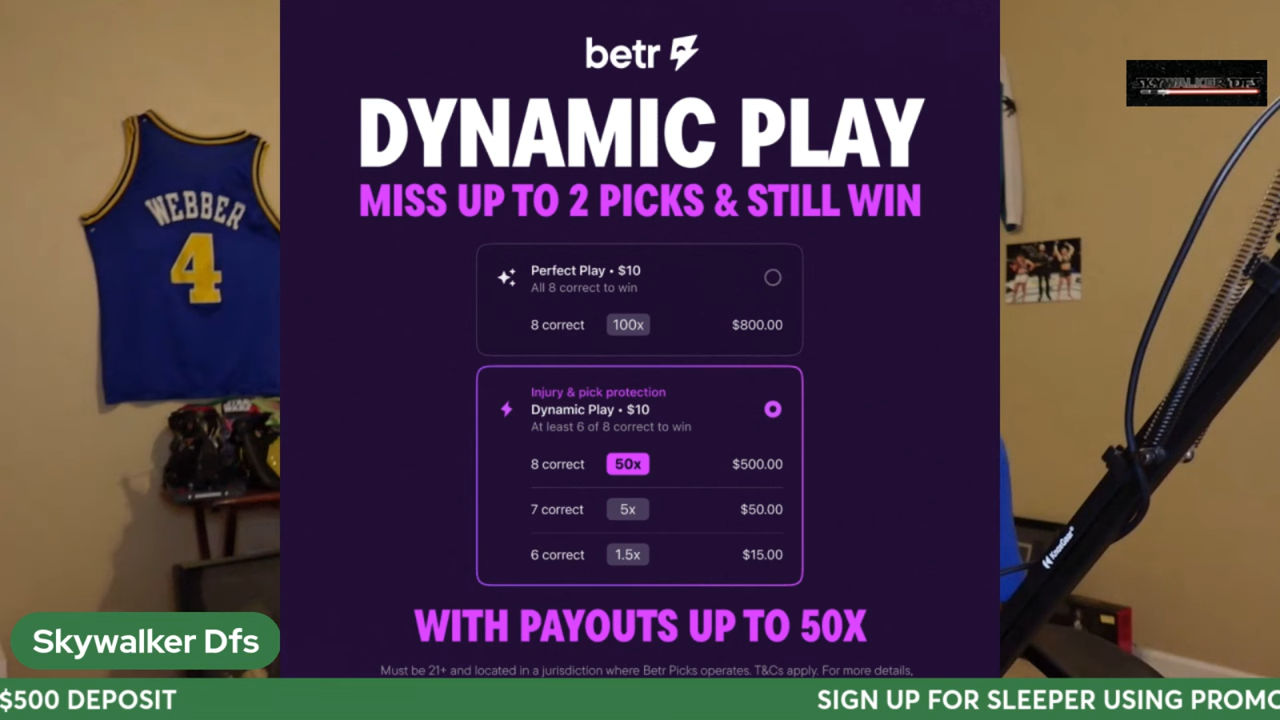 betr
DYNAMIC PLAY
MISS UP TO 2 PICKS & STILL WIN
SKYWALKER DFS
WEBBER
4
Perfect Play • $10
All 8 correct to win
8 correct 100x $800.00
Injury & pick protection
Dynamic Play • $10
At least 6 of 8 correct to win
8 correct 50x $500.00
7 correct 5x $50.00
6 correct 1.5x $15.00
WITH PAYOUTS UP TO 50X
Must be 21+ and located in a jurisdiction where Betr Picks operates. T&Cs apply. For more details,
Skywalker Dfs
$500 DEPOSIT
SIGN UP FOR SLEEPER USING PROMO